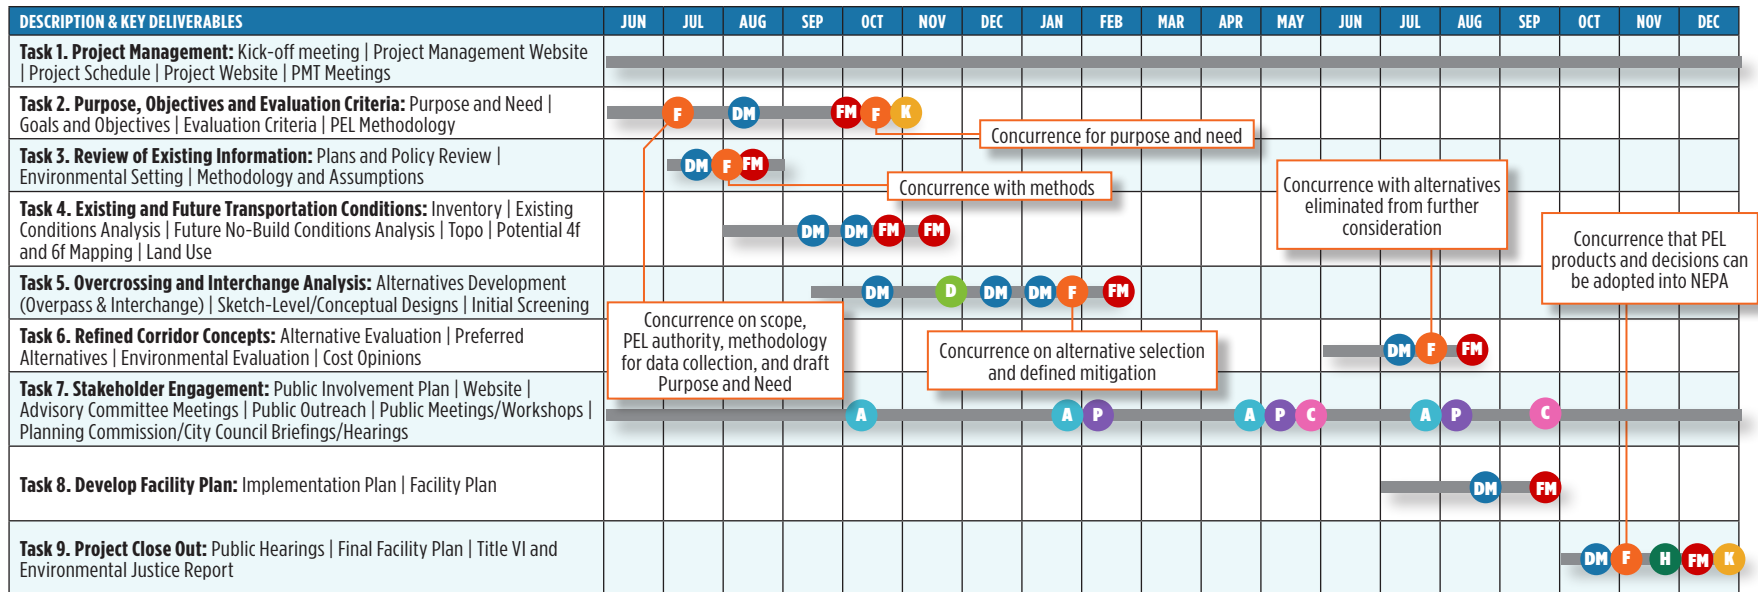 DESCRIPTION & KEY DELIVERABLES JUN JUL AUG SEP OCT NOV DEC JAN FEB MAR APR MAY JUN JUL AUG SEP OCT NOV DEC
Task 1. Project Management: Kick-off meeting | Project Management Website
| Project Schedule | Project Website | PMT Meetings
Task 2. Purpose, Objectives and Evaluation Criteria: Purpose and Need |
Goals and Objectives | Evaluation Criteria | PEL Methodology
F DM FM F K
Concurrence for purpose and need
Task 3. Review of Existing Information: Plans and Policy Review |
Environmental Setting | Methodology and Assumptions
DM F FM
Concurrence with methods
Concurrence with alternatives
eliminated from further
consideration
Task 4. Existing and Future Transportation Conditions: Inventory | Existing
Conditions Analysis | Future No-Build Conditions Analysis | Topo | Potential 4f
and 6f Mapping | Land Use
DM DM FM FM
Concurrence that PEL
products and decisions can
be adopted into NEPA
Task 5. Overcrossing and Interchange Analysis: Alternatives Development
(Overpass & Interchange) | Sketch-Level/Conceptual Designs | Initial Screening
DM D DM DM F FM
Concurrence on scope,
PEL authority, methodology
for data collection, and draft
Purpose and Need
Concurrence on alternative selection
and defined mitigation
Task 6. Refined Corridor Concepts: Alternative Evaluation | Preferred
Alternatives | Environmental Evaluation | Cost Opinions
DM F FM
Task 7. Stakeholder Engagement: Public Involvement Plan | Website |
Advisory Committee Meetings | Public Outreach | Public Meetings/Workshops |
Planning Commission/City Council Briefings/Hearings
A A P A P C A P C
Task 8. Develop Facility Plan: Implementation Plan | Facility Plan
DM FM
Task 9. Project Close Out: Public Hearings | Final Facility Plan | Title VI and
Environmental Justice Report
DM F H FM K